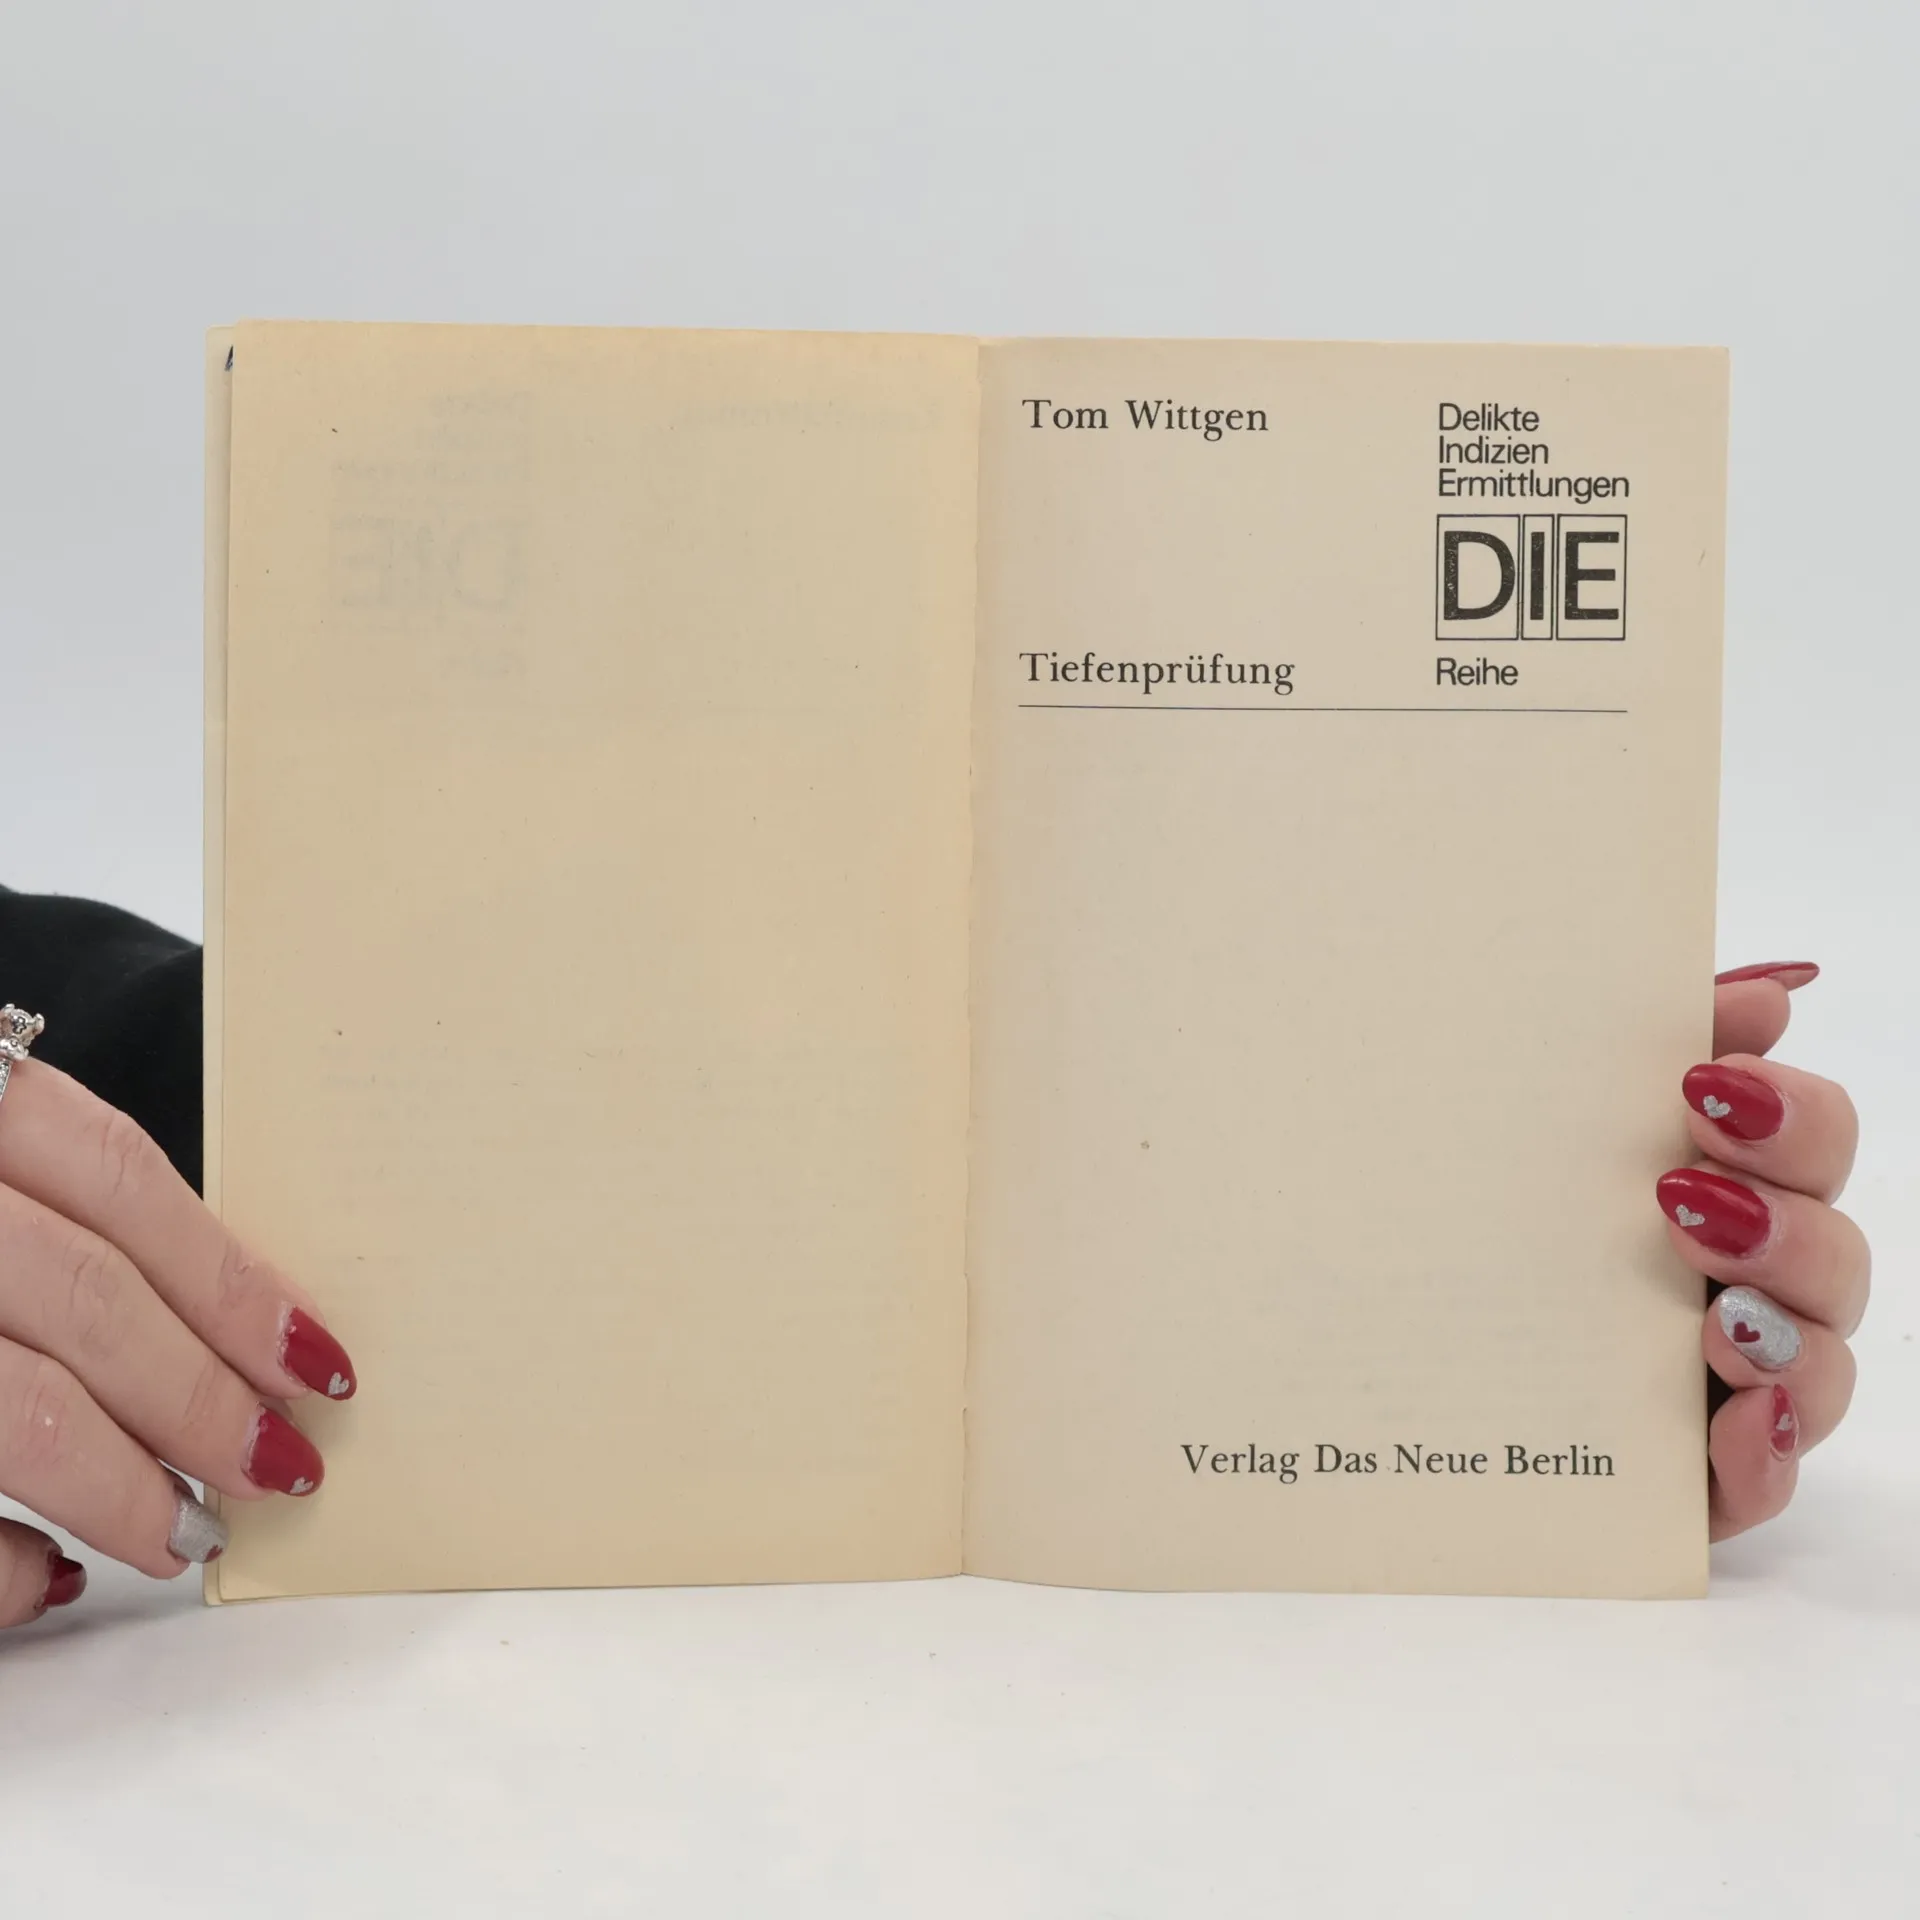 Tom Wittgen
Delikte
Indizien
Ermittlungen
DIE
Reihe
Tiefenprüfung
Verlag Das Neue Berlin